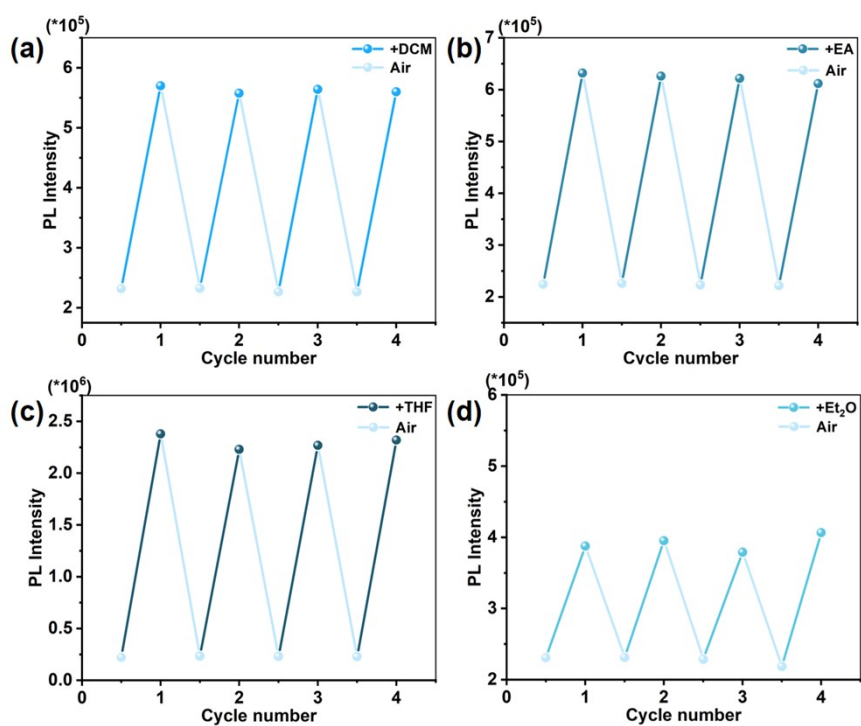 (*10⁵)
(a)
+DCM
Air
6
5
4
3
2
PL Intensity
0 1 2 3 4
Cycle number
(*10⁵)
(b)
+EA
Air
7
6
5
4
3
2
PL Intensity
0 1 2 3 4
Cvcle number
(*10⁶)
(c)
+THF
Air
2.5
2.0
1.5
1.0
0.5
0.0
PL Intensity
0 1 2 3 4
Cycle number
(*10⁵)
(d)
+Et₂O
Air
6
5
4
3
2
PL Intensity
0 1 2 3 4
Cycle number